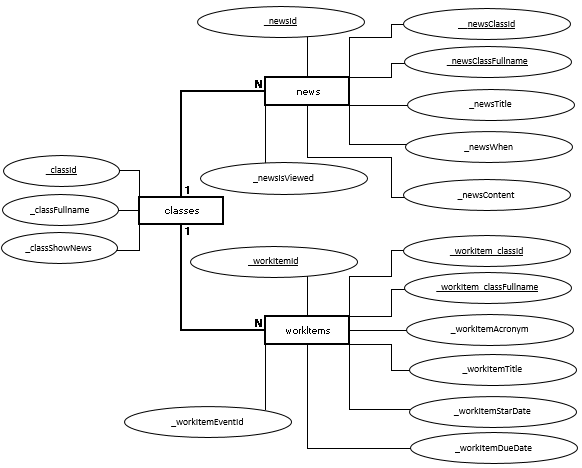 _newsId
_newsClassId
_newsClassFullname
N
news
_newsTitle
_newsWhen
_newsIsViewed
_newsContent
_classId
1
_classFullname
classes
1
_classShowNews
_workItemId
_workItem_classId
_workItem_classFullname
N
workItems
_workItemAcronym
_workItemTitle
_workItemStarDate
_workItemEventId
_workItemDueDate